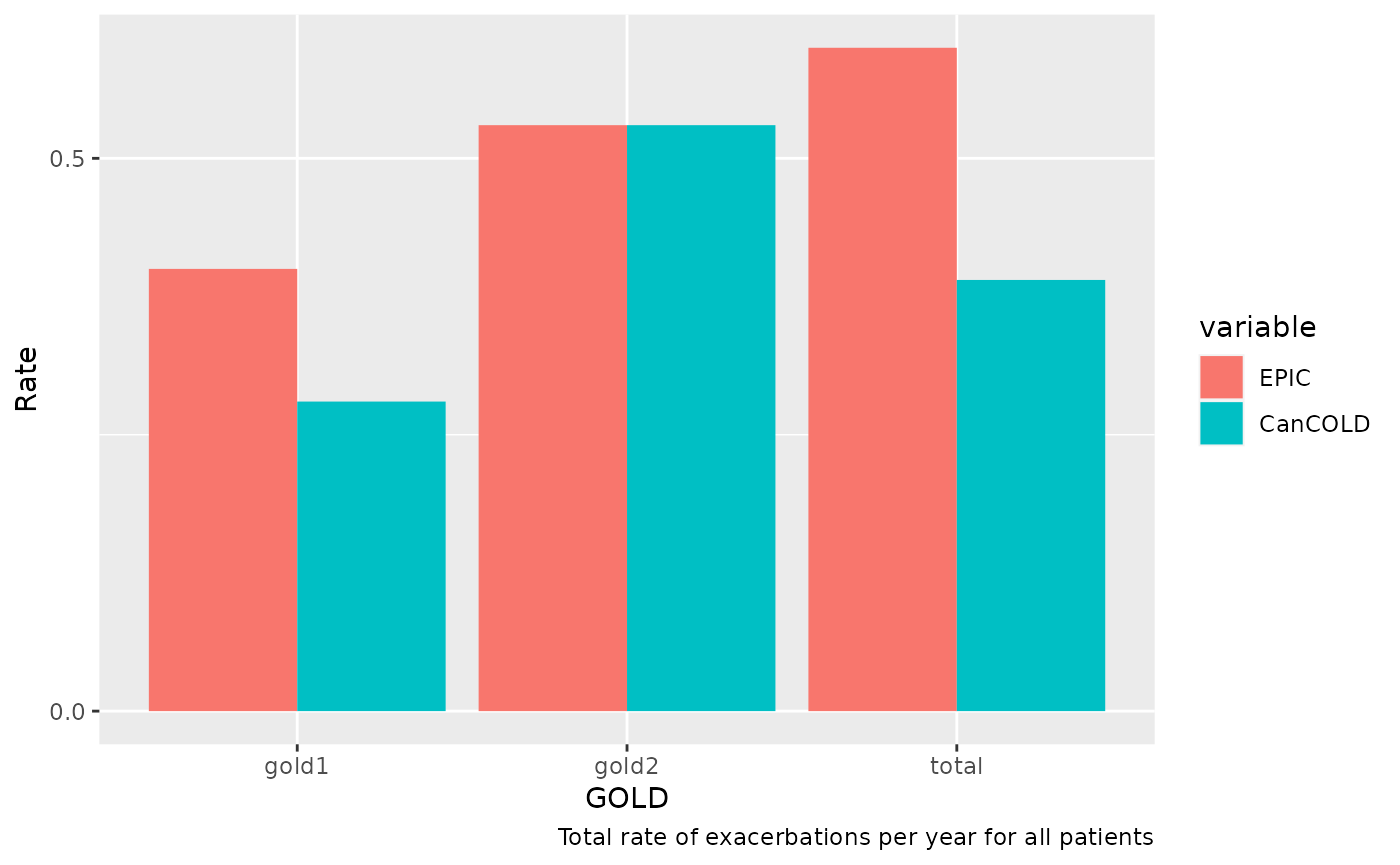 Rate
0.5
0.0
gold1 gold2 total
GOLD
Total rate of exacerbations per year for all patients
variable
EPIC
CanCOLD